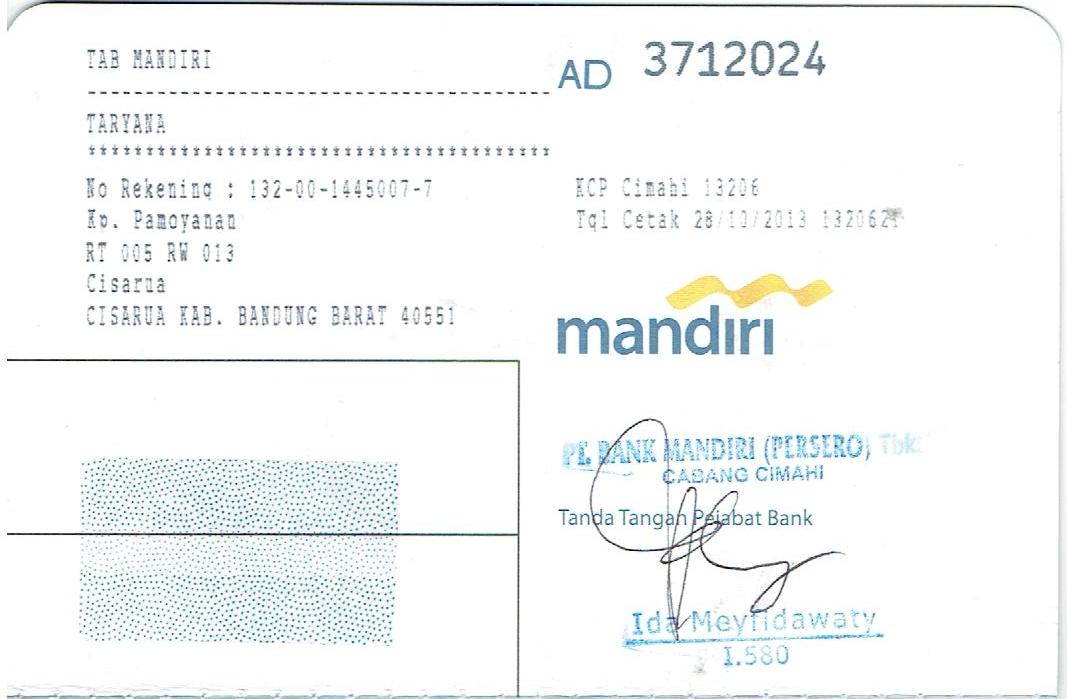 TAB MANDIRI
----------------------------------------
TARYANA
****************************************
No Rekening : 132-00-1445007-7
Kp. Pamoyanan
RT 005 RW 013
Cisarua
CISARUA KAB. BANDUNG BARAT 40551
AD 3712024
KCP Cimahi 13206
Tgl Cetak 28/10/2013
mandiri
PT. BANK MANDIRI (PERSERO) Tbk.
CABANG CIMAHI
Tanda Tangan Pejabat Bank
Ida Meyfidawaty
I.580